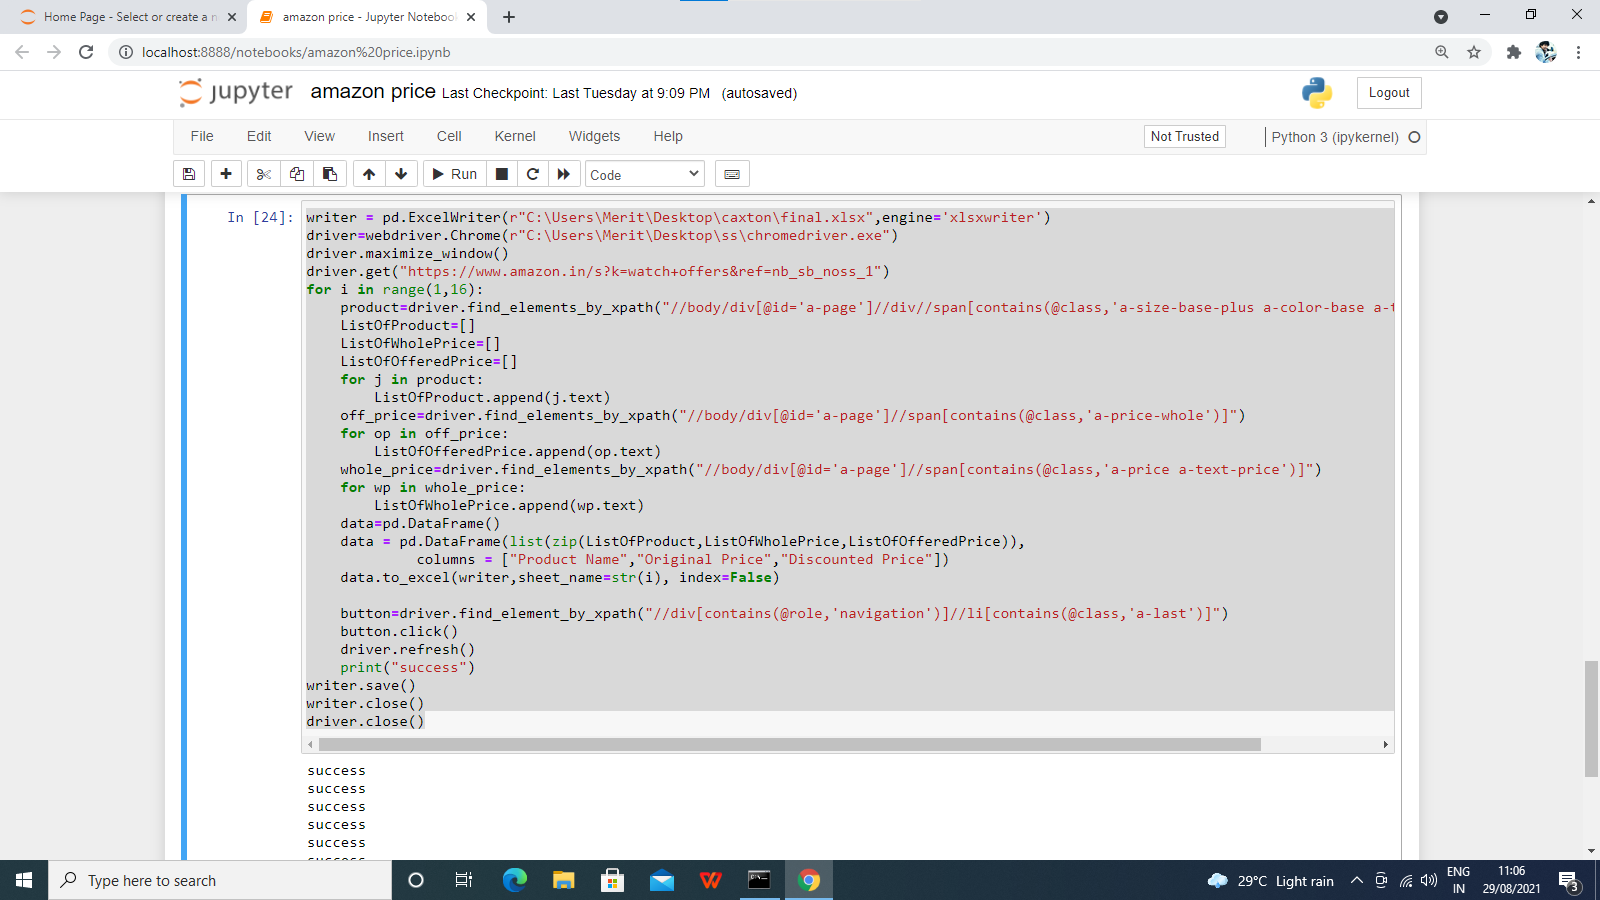 Home Page - Select or create a n
amazon price - Jupyter Notebook
localhost:8888/notebooks/amazon%20price.ipynb
jupyter amazon price Last Checkpoint: Last Tuesday at 9:09 PM (autosaved)
Logout
File Edit View Insert Cell Kernel Widgets Help
Not Trusted
Python 3 (ipykernel)
Run
Code
In [24]:
writer = pd.ExcelWriter(r"C:\Users\Merit\Desktop\caxton\final.xlsx",engine='xlsxwriter')
driver=webdriver.Chrome(r"C:\Users\Merit\Desktop\ss\chromedriver.exe")
driver.maximize_window()
driver.get("https://www.amazon.in/s?k=watch+offers&ref=nb_sb_noss_1")
for i in range(1,16):
    product=driver.find_elements_by_xpath("//body/div[@id='a-page']//div//span[contains(@class,'a-size-base-plus a-color-base a-t
    ListOfProduct=[]
    ListOfWholePrice=[]
    ListOfOfferedPrice=[]
    for j in product:
        ListOfProduct.append(j.text)
    off_price=driver.find_elements_by_xpath("//body/div[@id='a-page']//span[contains(@class,'a-price-whole')]")
    for op in off_price:
        ListOfOfferedPrice.append(op.text)
    whole_price=driver.find_elements_by_xpath("//body/div[@id='a-page']//span[contains(@class,'a-price a-text-price')]")
    for wp in whole_price:
        ListOfWholePrice.append(wp.text)
    data=pd.DataFrame()
    data = pd.DataFrame(list(zip(ListOfProduct,ListOfWholePrice,ListOfOfferedPrice)),
             columns = ["Product Name","Original Price","Discounted Price"])
    data.to_excel(writer,sheet_name=str(i), index=False)
    button=driver.find_element_by_xpath("//div[contains(@role,'navigation')]//li[contains(@class,'a-last')]")
    button.click()
    driver.refresh()
    print("success")
writer.save()
writer.close()
driver.close()
success
success
success
success
success
success
Type here to search
29°C Light rain
ENG
IN
11:06
29/08/2021
3